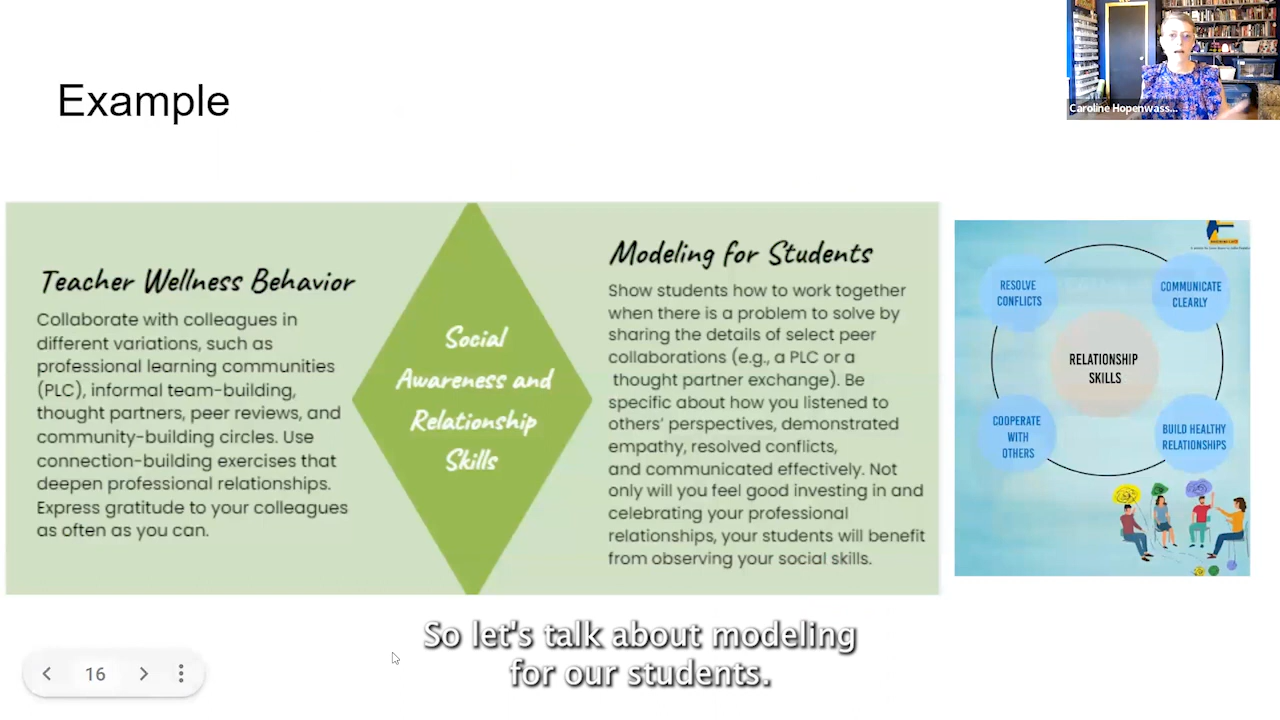 Example
Caroline Hopenwass...
Teacher Wellness Behavior
Collaborate with colleagues in
different variations, such as
professional learning communities
(PLC), informal team-building,
thought partners, peer reviews, and
community-building circles. Use
connection-building exercises that
deepen professional relationships.
Express gratitude to your colleagues
as often as you can.
Social
Awareness and
Relationship
Skills
Modeling for Students
Show students how to work together
when there is a problem to solve by
sharing the details of select peer
collaborations (e.g., a PLC or a
thought partner exchange). Be
specific about how you listened to
others' perspectives, demonstrated
empathy, resolved conflicts,
and communicated effectively. Not
only will you feel good investing in and
celebrating your professional
relationships, your students will benefit
from observing your social skills.
RESOLVE
CONFLICTS
COMMUNICATE
CLEARLY
RELATIONSHIP
SKILLS
COOPERATE
WITH
OTHERS
BUILD HEALTHY
RELATIONSHIPS
So let's talk about modeling
for our students.
16